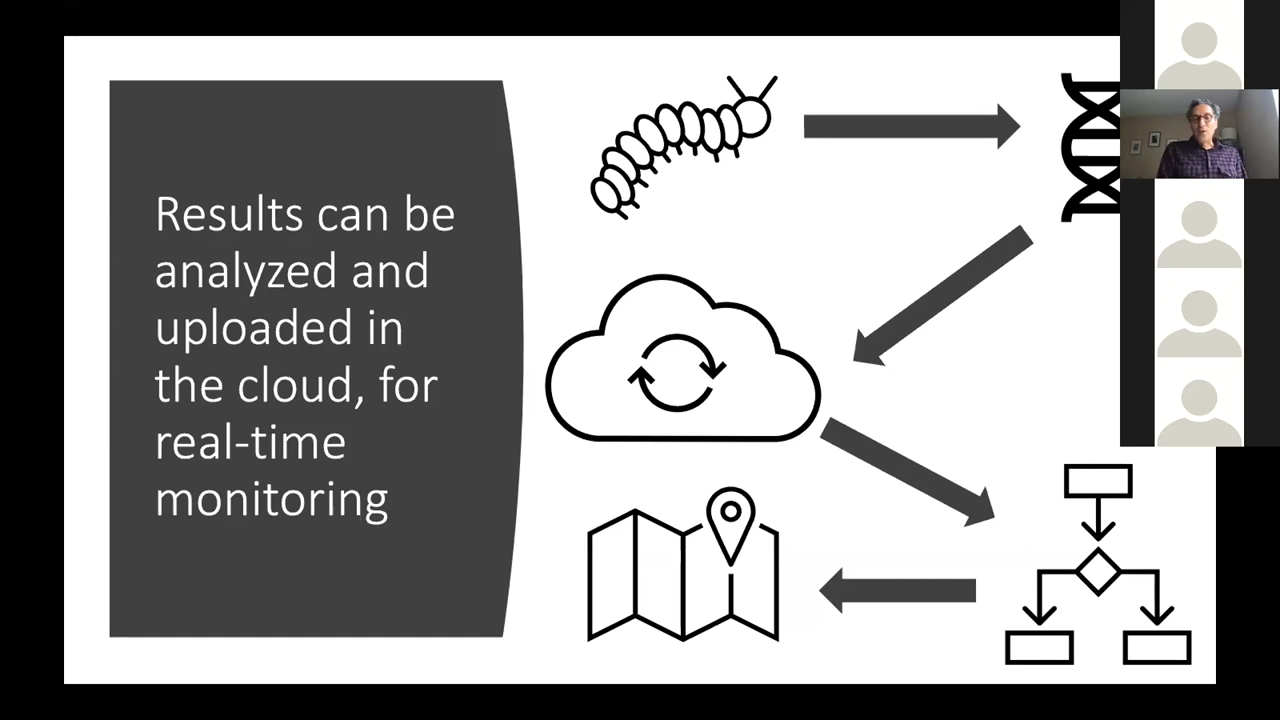 Results can be
analyzed and
uploaded in
the cloud, for
real-time
monitoring